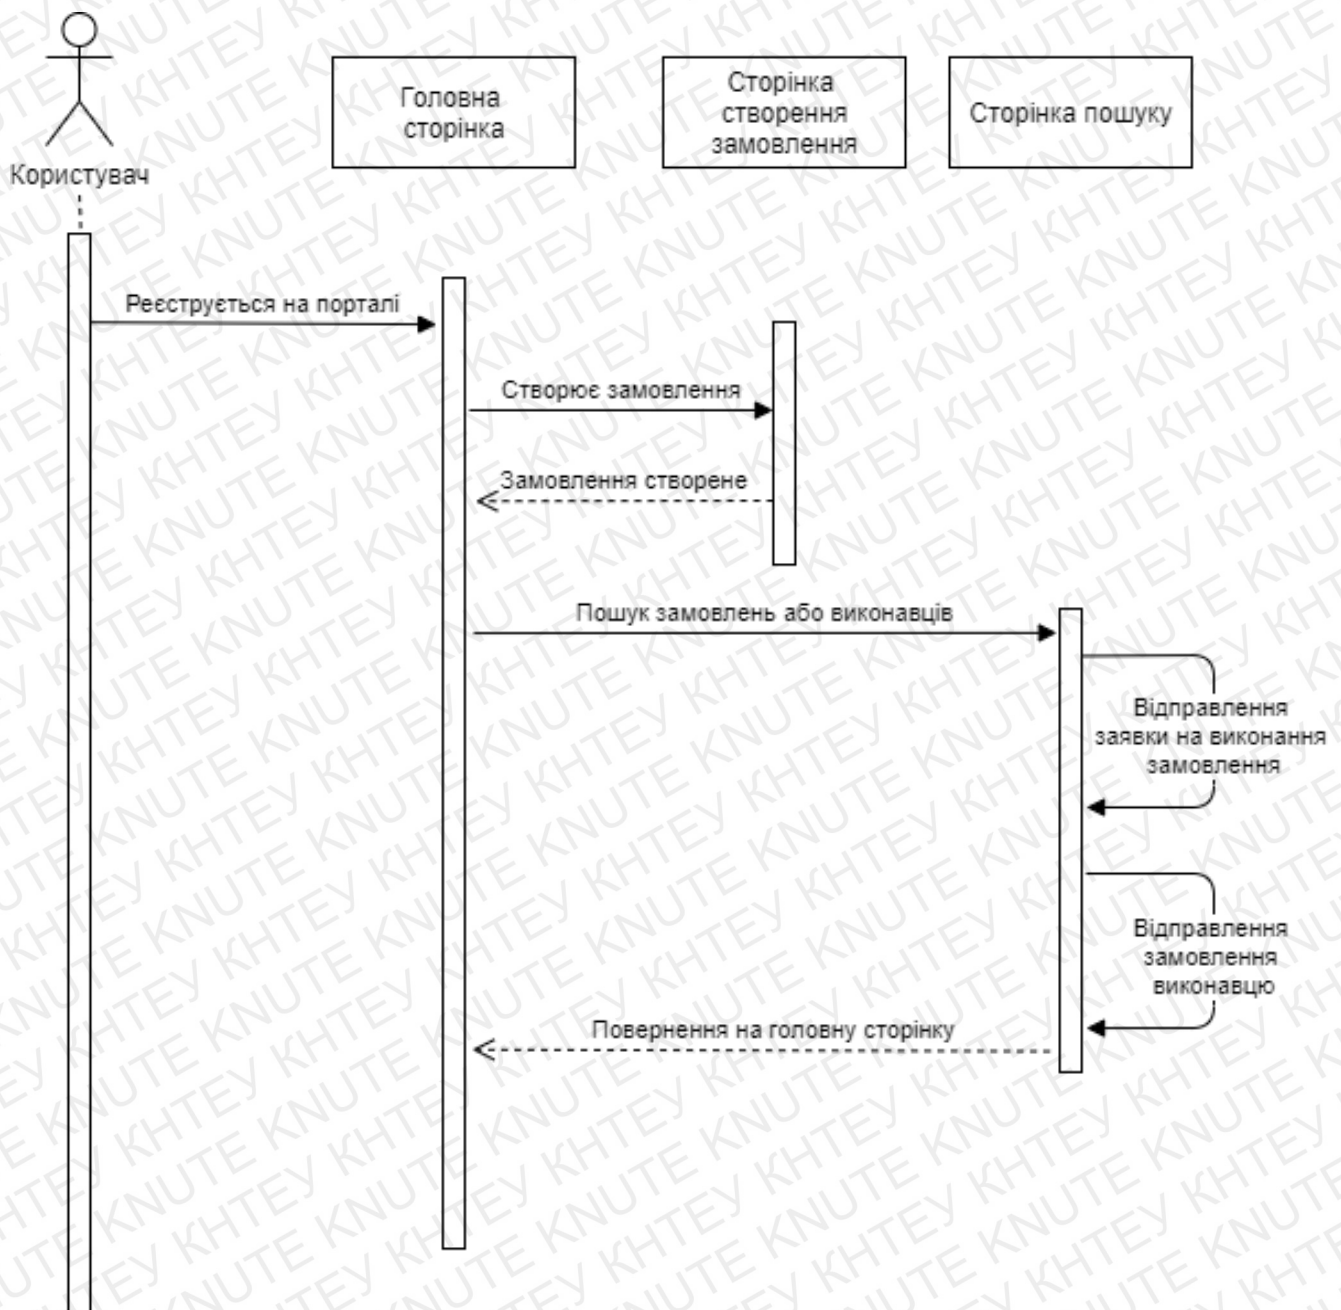 Користувач
Головна
сторінка
Сторінка
створення
замовлення
Сторінка пошуку
Реєструється на порталі
Створює замовлення
Замовлення створене
Пошук замовлень або виконавців
Відправлення
заявки на виконання
замовлення
Відправлення
замовлення
виконавцю
Повернення на головну сторінку